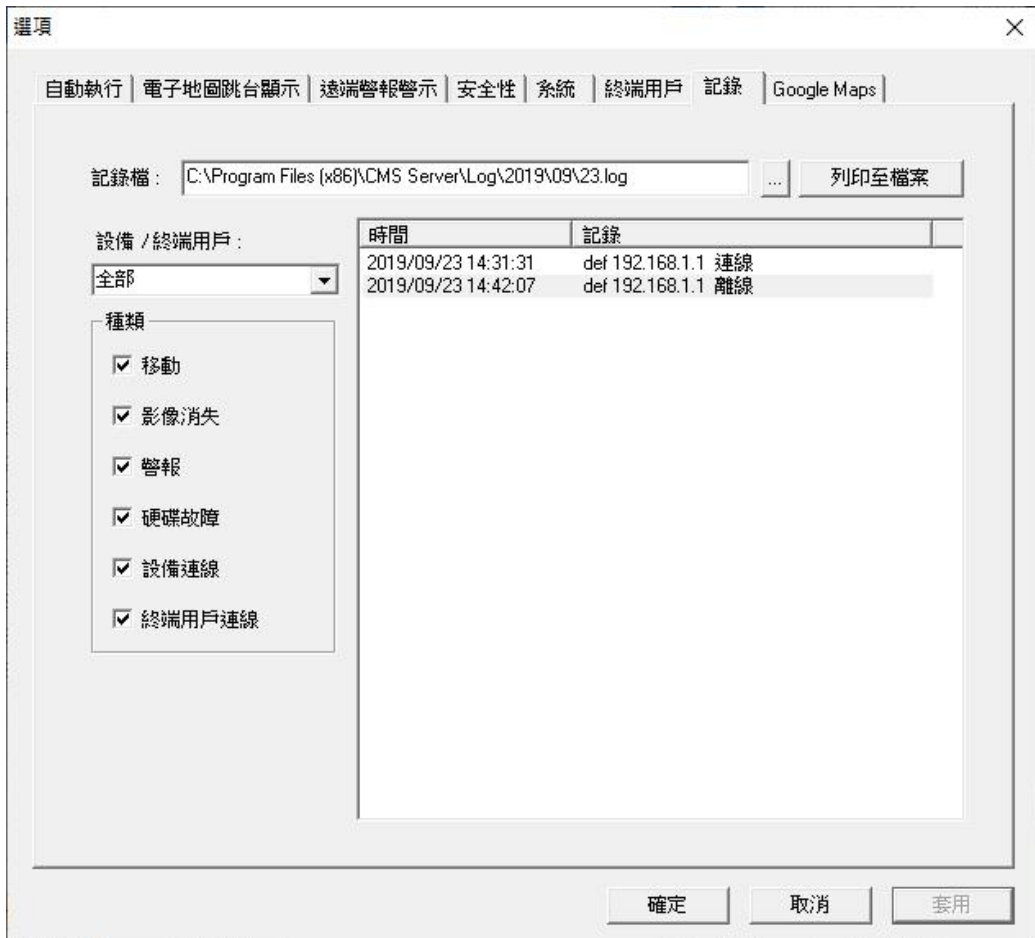 選項
自動執行 電子地圖跳台顯示 遠端警報警示 安全性 系統 終端用戶 記錄 Google Maps
記錄檔 : C:\Program Files (x86)\CMS Server\Log\2019\09\23.log ... 列印至檔案
設備 / 終端用戶 :
全部
種類
移動
影像消失
警報
硬碟故障
設備連線
終端用戶連線
時間 記錄
2019/09/23 14:31:31 def 192.168.1.1 連線
2019/09/23 14:42:07 def 192.168.1.1 離線
確定 取消 套用